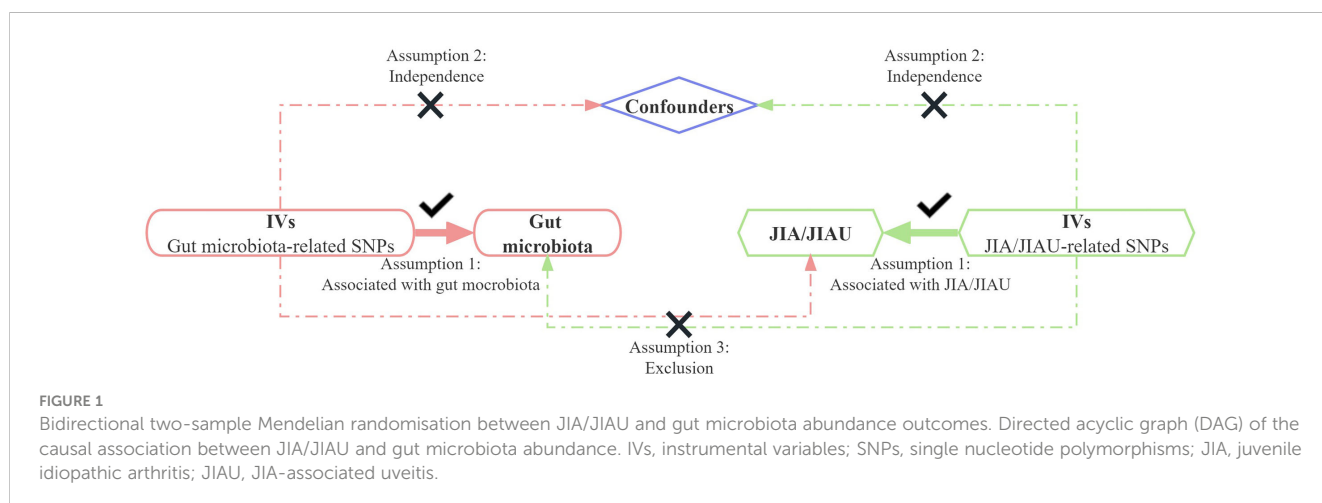 Assumption 2:
Independence
Assumption 2:
Independence
Confounders
IVs
Gut microbiota-related SNPs
Gut
microbiota
JIA/JIAU
IVs
JIA/JIAU-related SNPs
Assumption 1:
Associated with gut mocrobiota
Assumption 1:
Associated with JIA/JIAU
Assumption 3:
Exclusion
FIGURE 1
Bidirectional two-sample Mendelian randomisation between JIA/JIAU and gut microbiota abundance outcomes. Directed acyclic graph (DAG) of the
causal association between JIA/JIAU and gut microbiota abundance. IVs, instrumental variables; SNPs, single nucleotide polymorphisms; JIA, juvenile
idiopathic arthritis; JIAU, JIA-associated uveitis.